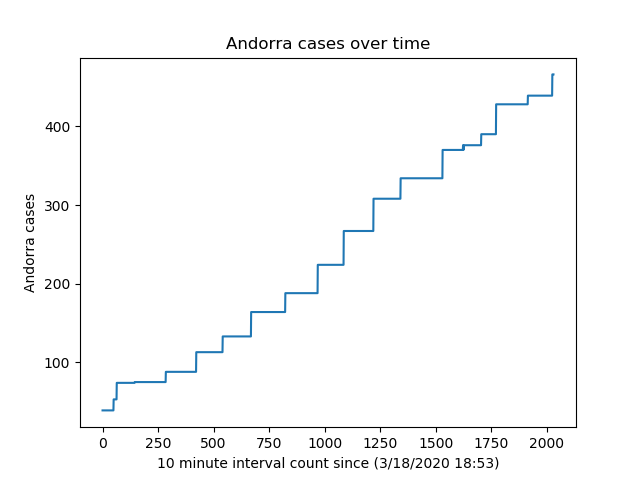 Andorra cases over time
400
300
200
100
Andorra cases
0 250 500 750 1000 1250 1500 1750 2000
10 minute interval count since (3/18/2020 18:53)